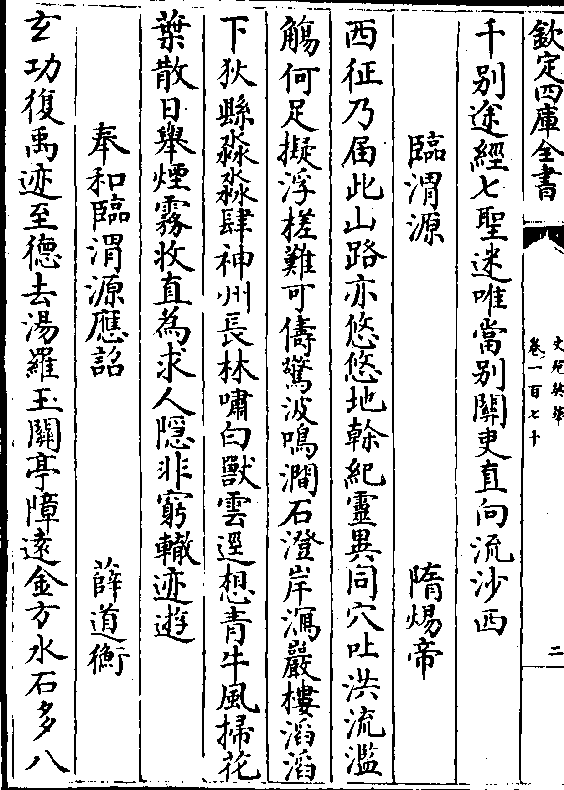 欽定四庫全書
文苑英華
卷一百七十
二
千别途經七聖迷唯當别關吏直向流沙西
臨渭源
隋煬帝
西征乃届此山路亦悠悠地幹紀靈異同穴吐洪流濫
觴何足擬浮槎難可儔驚波鳴澗石澄岸瀉巖樓滔滔
下狄縣淼淼肆神州長林嘯白獸雲逕想青牛風掃花
葉散日舉煙霧收直為求人隱非窮轍迹遊
奉和臨渭源應詔
薛道衡
玄功復禹迹至德去湯羅玉關亭障遠金方水石多八